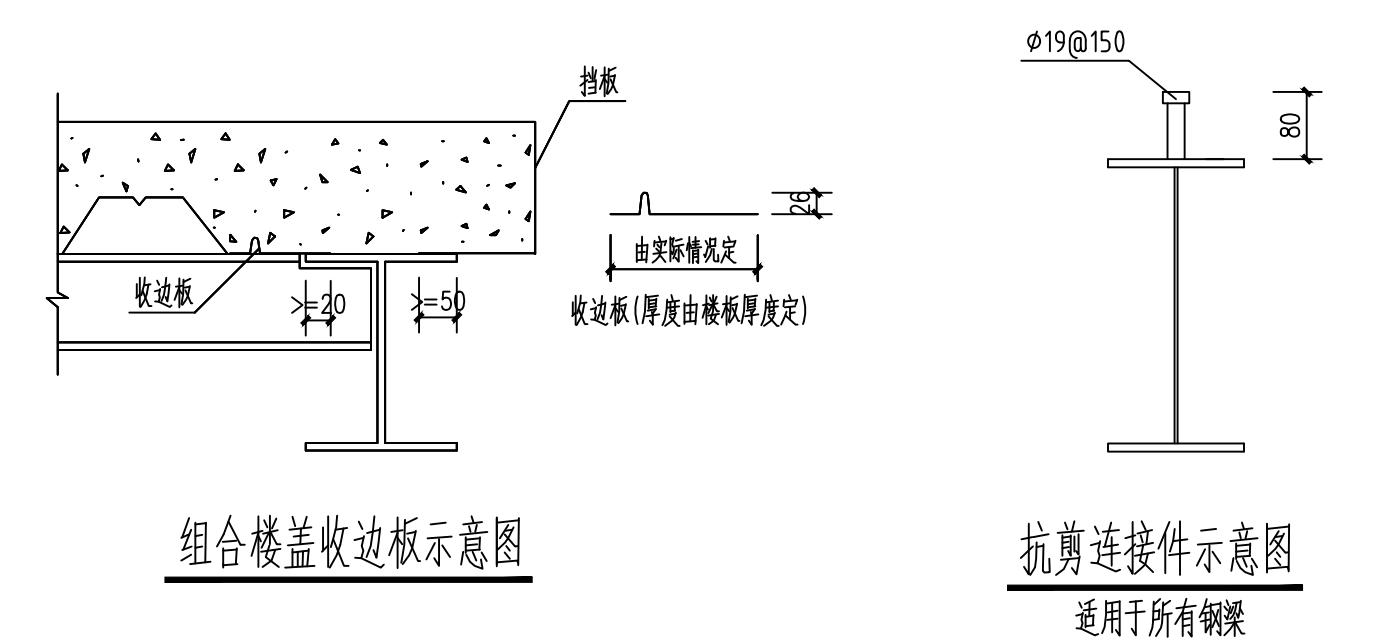 挡板
收边板
>=20
>=50
26
由实际情况定
收边板(厚度由楼板厚度定)
组合楼盖收边板示意图
Φ19@150
80
抗剪连接件示意图
适用于所有钢梁